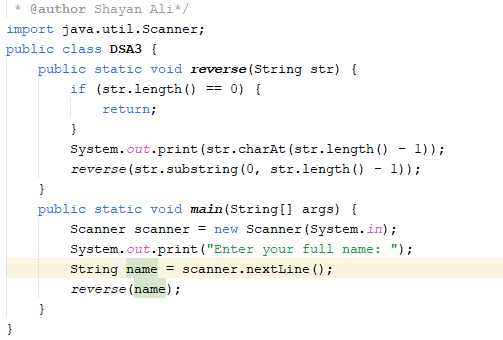 * @author Shayan Ali*/
import java.util.Scanner;
public class DSA3 {
    public static void reverse(String str) {
        if (str.length() == 0) {
            return;
        }
        System.out.print(str.charAt(str.length() - 1));
        reverse(str.substring(0, str.length() - 1));
    }
    public static void main(String[] args) {
        Scanner scanner = new Scanner(System.in);
        System.out.print("Enter your full name: ");
        String name = scanner.nextLine();
        reverse(name);
    }
}